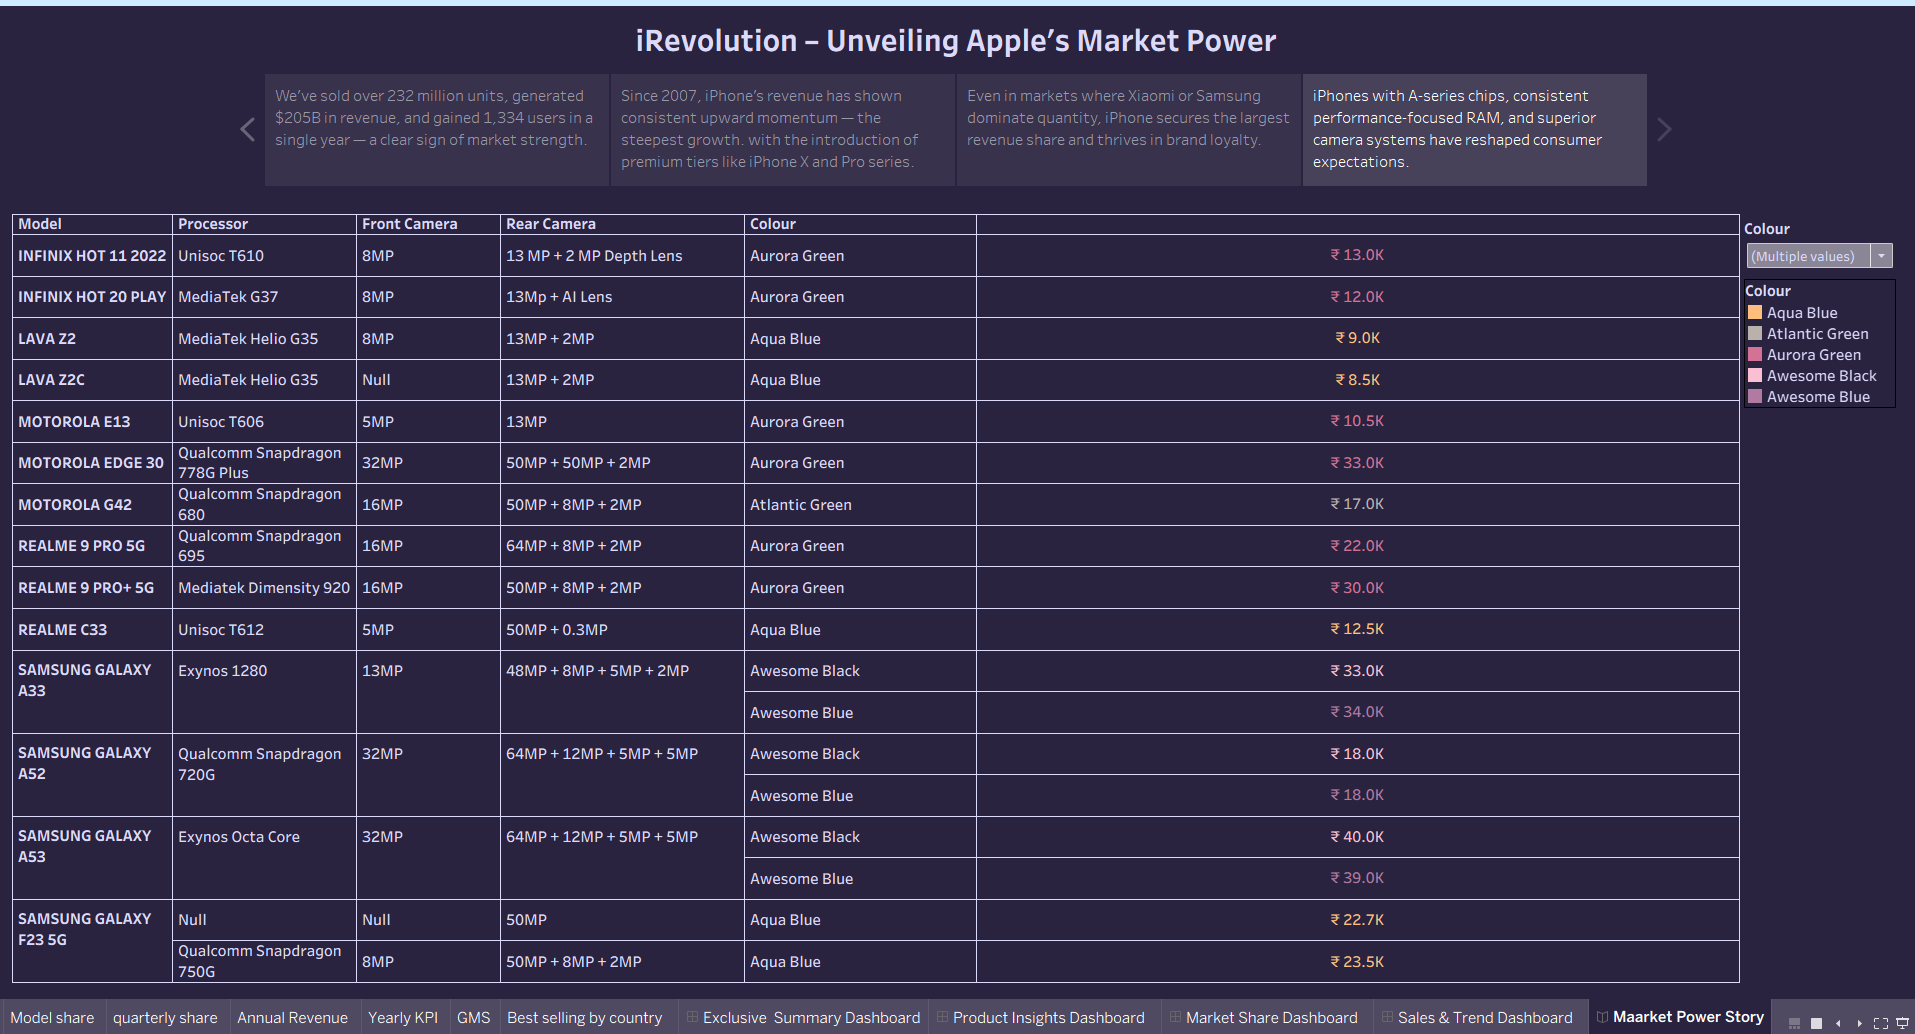 iRevolution – Unveiling Apple's Market Power
We've sold over 232 million units, generated
$205B in revenue, and gained 1,334 users in a
single year — a clear sign of market strength.
Since 2007, iPhone's revenue has shown
consistent upward momentum — the
steepest growth. with the introduction of
premium tiers like iPhone X and Pro series.
Even in markets where Xiaomi or Samsung
dominate quantity, iPhone secures the largest
revenue share and thrives in brand loyalty.
iPhones with A-series chips, consistent
performance-focused RAM, and superior
camera systems have reshaped consumer
expectations.
Model Processor Front Camera Rear Camera Colour
INFINIX HOT 11 2022 Unisoc T610 8MP 13 MP + 2 MP Depth Lens Aurora Green ₹ 13.0K
INFINIX HOT 20 PLAY MediaTek G37 8MP 13Mp + AI Lens Aurora Green ₹ 12.0K
LAVA Z2 MediaTek Helio G35 8MP 13MP + 2MP Aqua Blue ₹ 9.0K
LAVA Z2C MediaTek Helio G35 Null 13MP + 2MP Aqua Blue ₹ 8.5K
MOTOROLA E13 Unisoc T606 5MP 13MP Aurora Green ₹ 10.5K
MOTOROLA EDGE 30 Qualcomm Snapdragon
778G Plus 32MP 50MP + 50MP + 2MP Aurora Green ₹ 33.0K
MOTOROLA G42 Qualcomm Snapdragon
680 16MP 50MP + 8MP + 2MP Atlantic Green ₹ 17.0K
REALME 9 PRO 5G Qualcomm Snapdragon
695 16MP 64MP + 8MP + 2MP Aurora Green ₹ 22.0K
REALME 9 PRO+ 5G Mediatek Dimensity 920 16MP 50MP + 8MP + 2MP Aurora Green ₹ 30.0K
REALME C33 Unisoc T612 5MP 50MP + 0.3MP Aqua Blue ₹ 12.5K
SAMSUNG GALAXY
A33 Exynos 1280 13MP 48MP + 8MP + 5MP + 2MP Awesome Black ₹ 33.0K
Awesome Blue ₹ 34.0K
SAMSUNG GALAXY
A52 Qualcomm Snapdragon
720G 32MP 64MP + 12MP + 5MP + 5MP Awesome Black ₹ 18.0K
Awesome Blue ₹ 18.0K
SAMSUNG GALAXY
A53 Exynos Octa Core 32MP 64MP + 12MP + 5MP + 5MP Awesome Black ₹ 40.0K
Awesome Blue ₹ 39.0K
SAMSUNG GALAXY
F23 5G Null Null 50MP Aqua Blue ₹ 22.7K
Qualcomm Snapdragon
750G 8MP 50MP + 8MP + 2MP Aqua Blue ₹ 23.5K
Colour
(Multiple values)
Colour
Aqua Blue
Atlantic Green
Aurora Green
Awesome Black
Awesome Blue
Model share quarterly share Annual Revenue Yearly KPI GMS Best selling by country Exclusive Summary Dashboard Product Insights Dashboard Market Share Dashboard Sales & Trend Dashboard Maarket Power Story